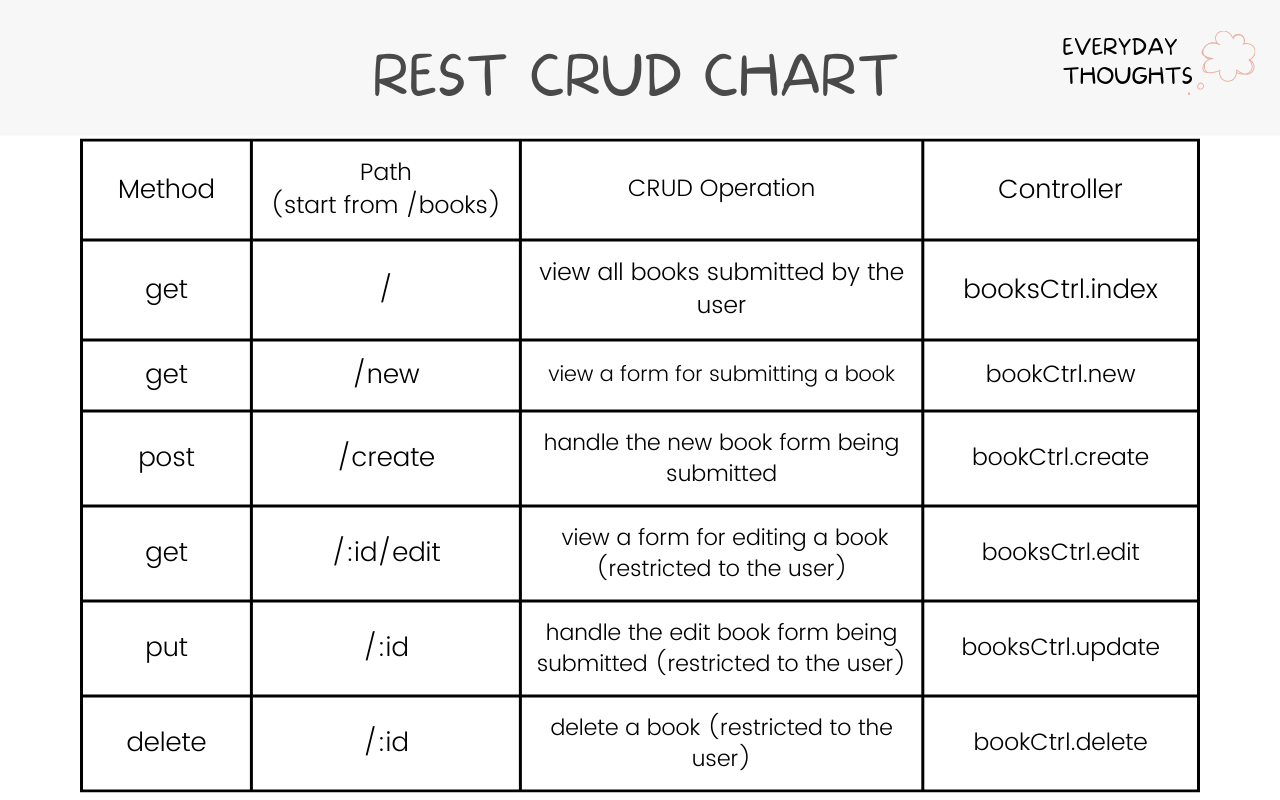 REST CRUD CHART
EVERYDAY
THOUGHTS
Method
Path
(start from /books)
CRUD Operation
Controller
get
/
view all books submitted by the
user
booksCtrl.index
get
/new
view a form for submitting a book
bookCtrl.new
post
/create
handle the new book form being
submitted
bookCtrl.create
get
/:id/edit
view a form for editing a book
(restricted to the user)
booksCtrl.edit
put
/:id
handle the edit book form being
submitted (restricted to the user)
booksCtrl.update
delete
/:id
delete a book (restricted to the
user)
bookCtrl.delete